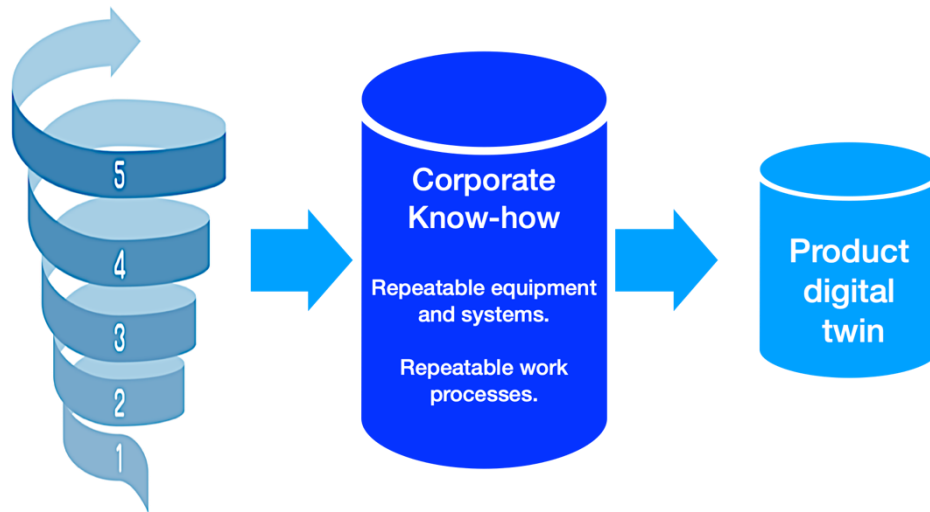 5
4
3
2
1
Corporate
Know-how
Repeatable equipment
and systems.
Repeatable work
processes.
Product
digital
twin